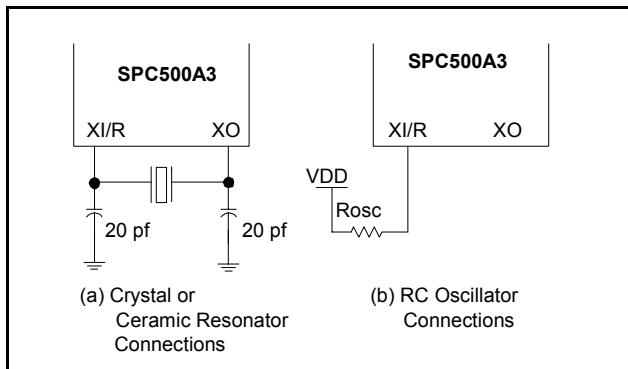 SPC500A3
XI/R XO
20 pf 20 pf
(a) Crystal or
Ceramic Resonator
Connections
SPC500A3
XI/R XO
VDD
Rosc
(b) RC Oscillator
Connections